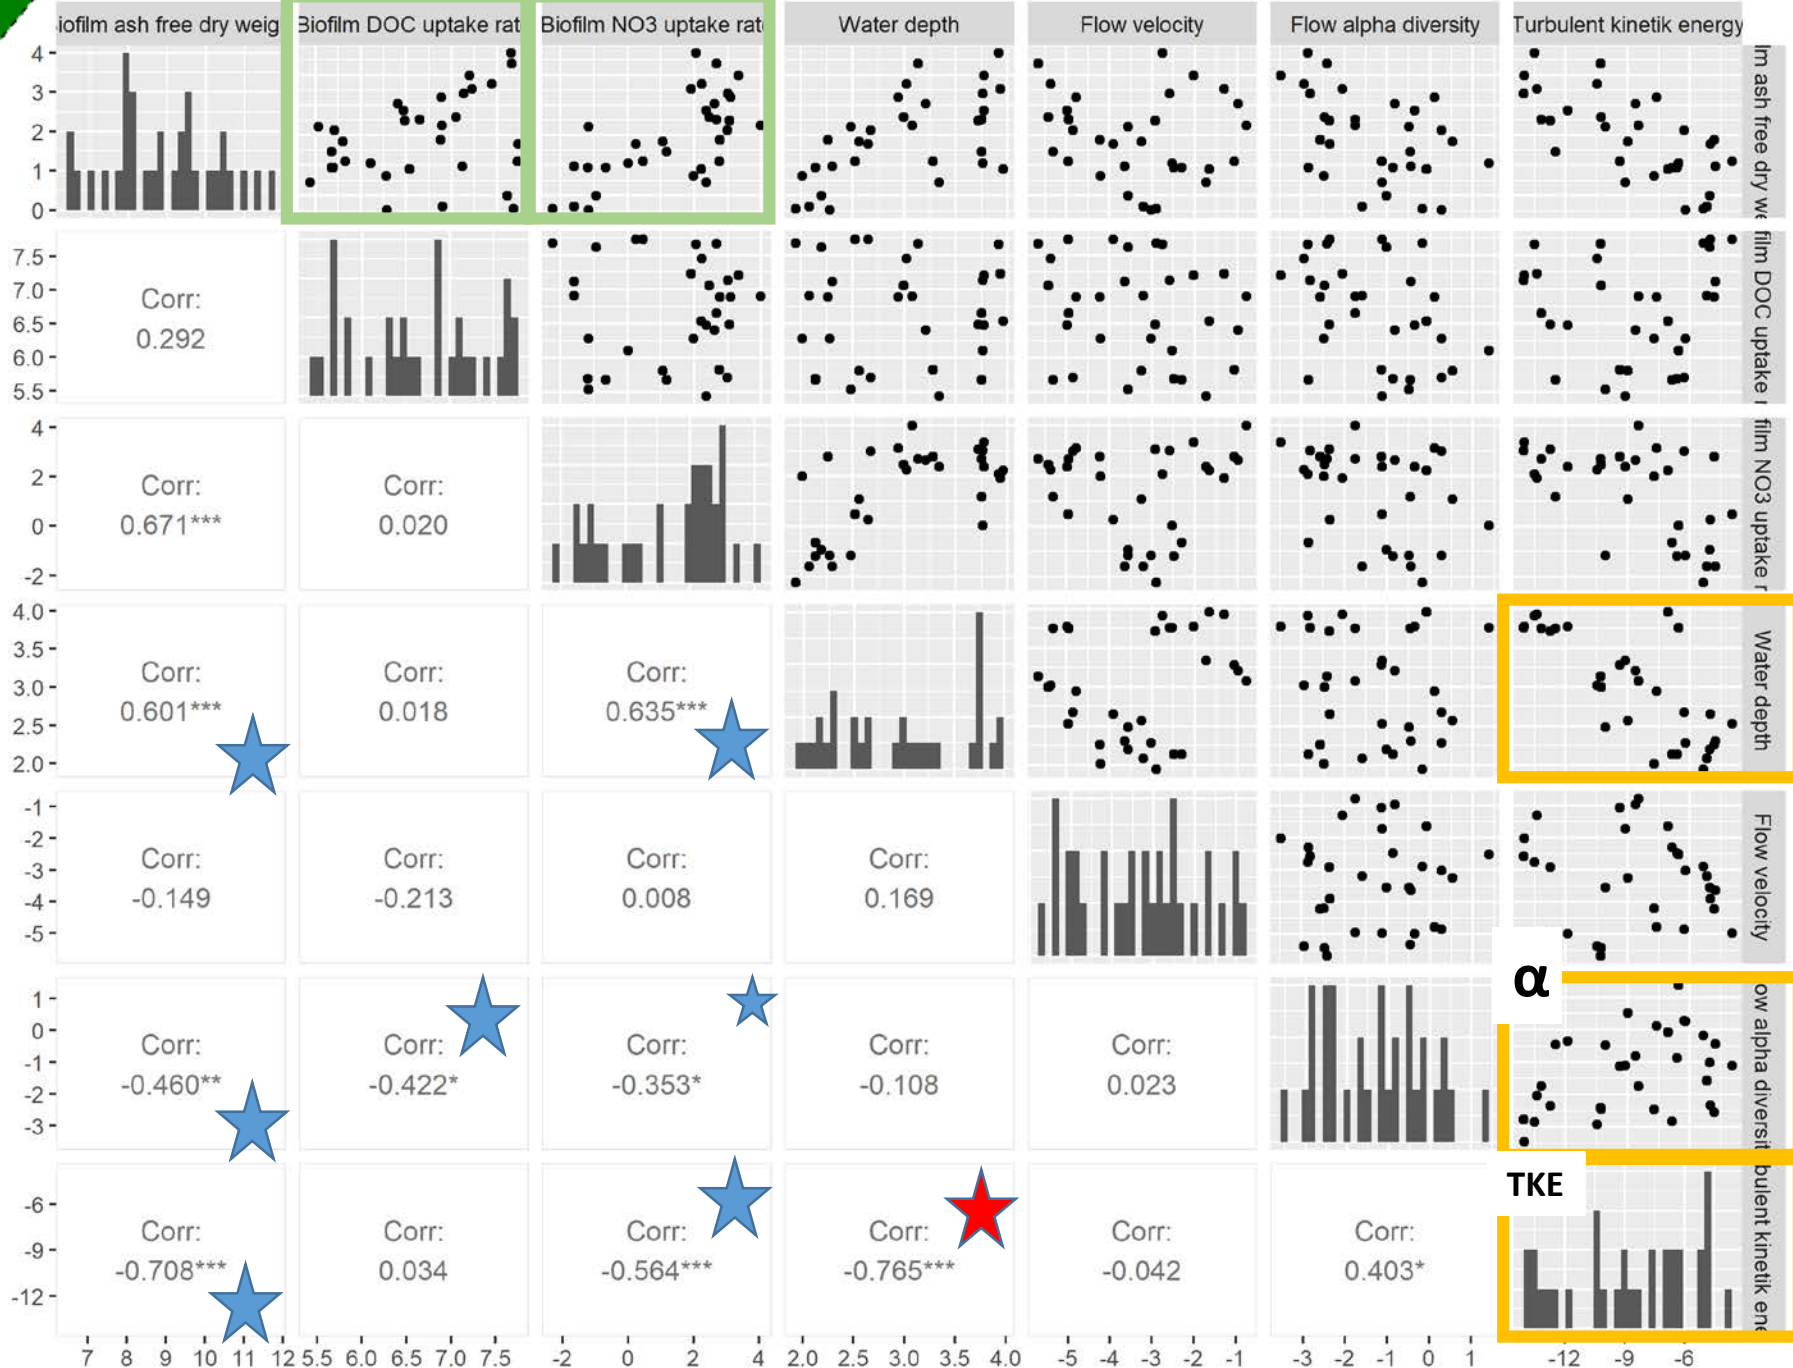 iofilm ash free dry weig Biofilm DOC uptake rat Biofilm NO3 uptake rat Water depth Flow velocity Flow alpha diversity Turbulent kinetik energy
4
3
2
1
0
lm ash free dry we
7.5
7.0
6.5
6.0
5.5
Corr:
0.292
film DOC uptake r
4
2
0
-2
Corr: Corr:
0.671*** 0.020
film NO3 uptake r
4.0
3.5
3.0
2.5
2.0
Corr: Corr: Corr:
0.601*** 0.018 0.635***
Water depth
-1
-2
-3
-4
-5
Corr: Corr: Corr: Corr:
-0.149 -0.213 0.008 0.169
Flow velocity
α
1
0
-1
-2
-3
Corr: Corr: Corr: Corr: Corr:
-0.460** -0.422* -0.353* -0.108 0.023
ow alpha diversit
TKE
-6
-9
-12
Corr: Corr: Corr: Corr: Corr: Corr:
-0.708*** 0.034 -0.564*** -0.765*** -0.042 0.403*
bulent kinetik ene
7 8 9 10 11 12 5.5 6.0 6.5 7.0 7.5 -2 0 2 4 2.0 2.5 3.0 3.5 4.0 -5 -4 -3 -2 -1 -3 -2 -1 0 1 -12 -9 -6